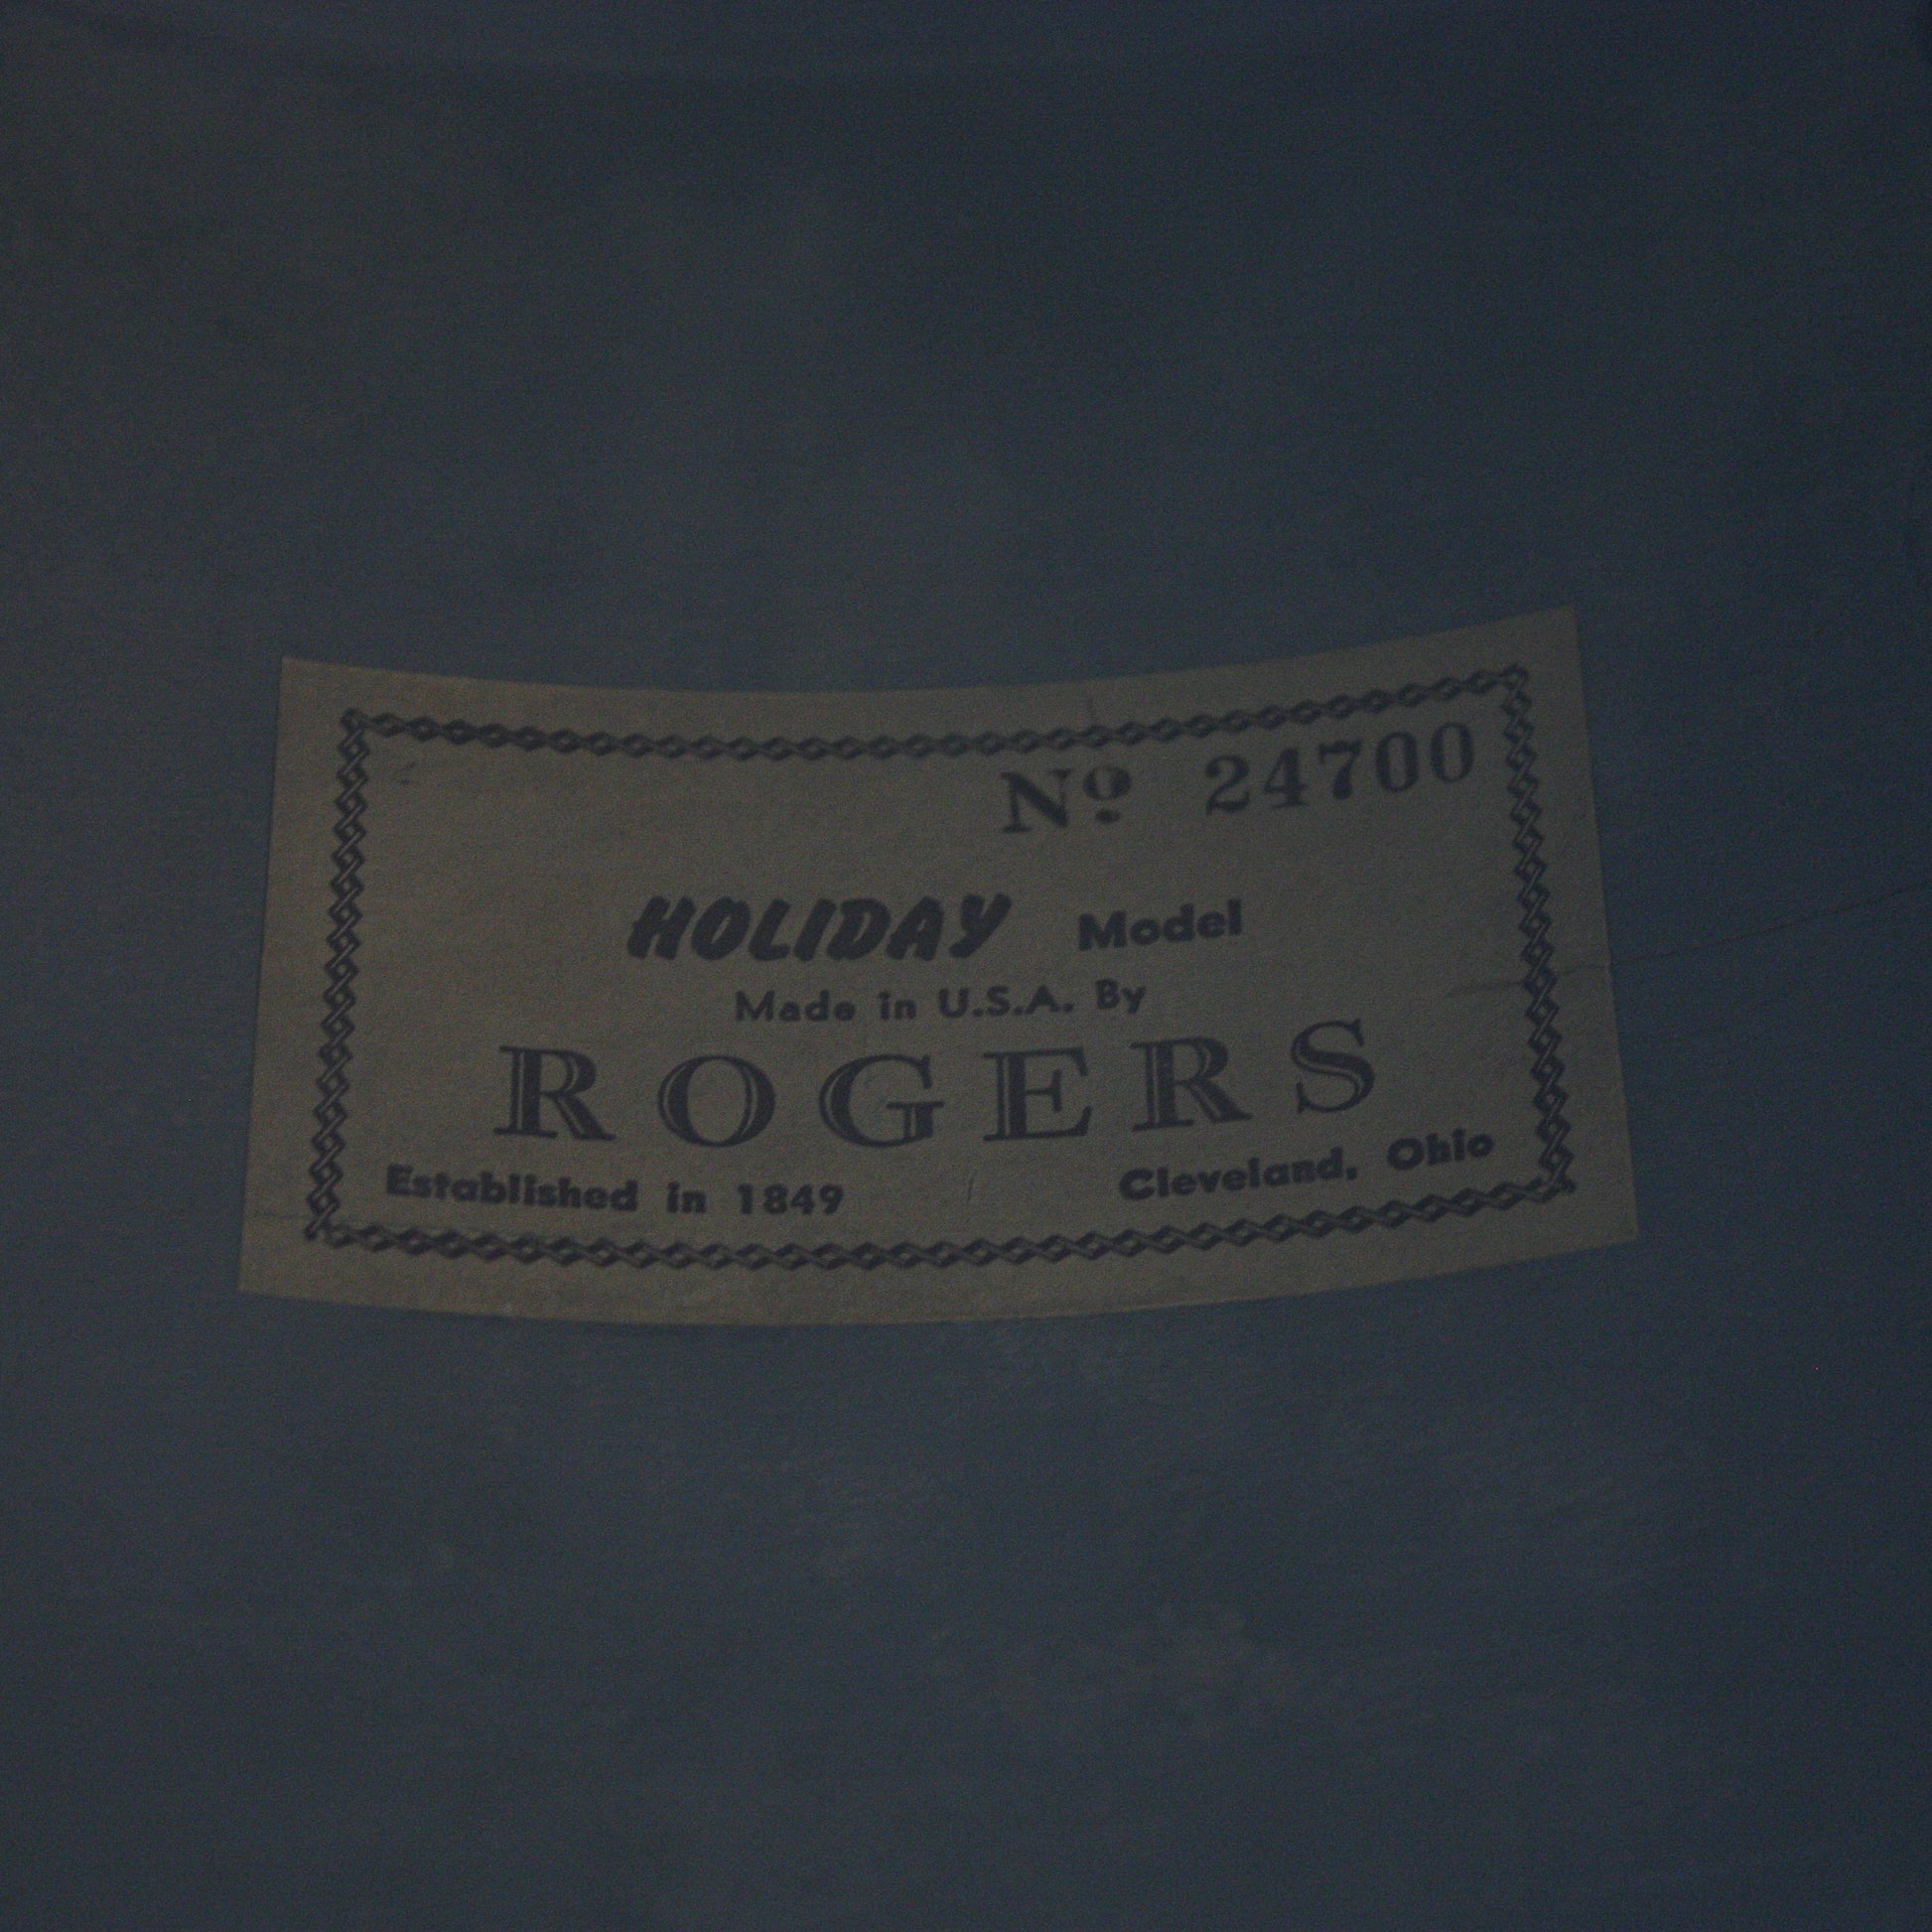 Nº 24700
HOLIDAY Model
Made in U.S.A. By
ROGERS
Established in 1849 Cleveland, Ohio